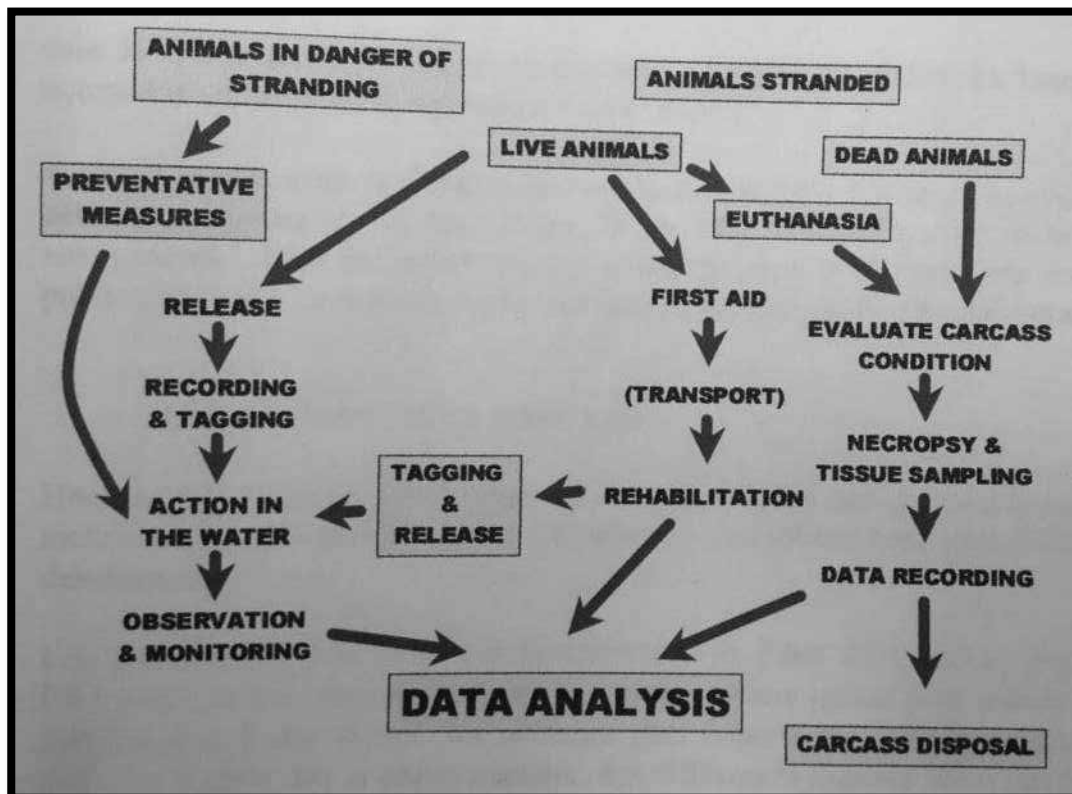 ANIMALS IN DANGER OF
STRANDING
ANIMALS STRANDED
LIVE ANIMALS
DEAD ANIMALS
PREVENTATIVE
MEASURES
EUTHANASIA
RELEASE
FIRST AID
EVALUATE CARCASS
CONDITION
RECORDING
& TAGGING
(TRANSPORT)
NECROPSY &
TISSUE SAMPLING
TAGGING
&
RELEASE
REHABILITATION
ACTION IN
THE WATER
DATA RECORDING
OBSERVATION
& MONITORING
DATA ANALYSIS
CARCASS DISPOSAL